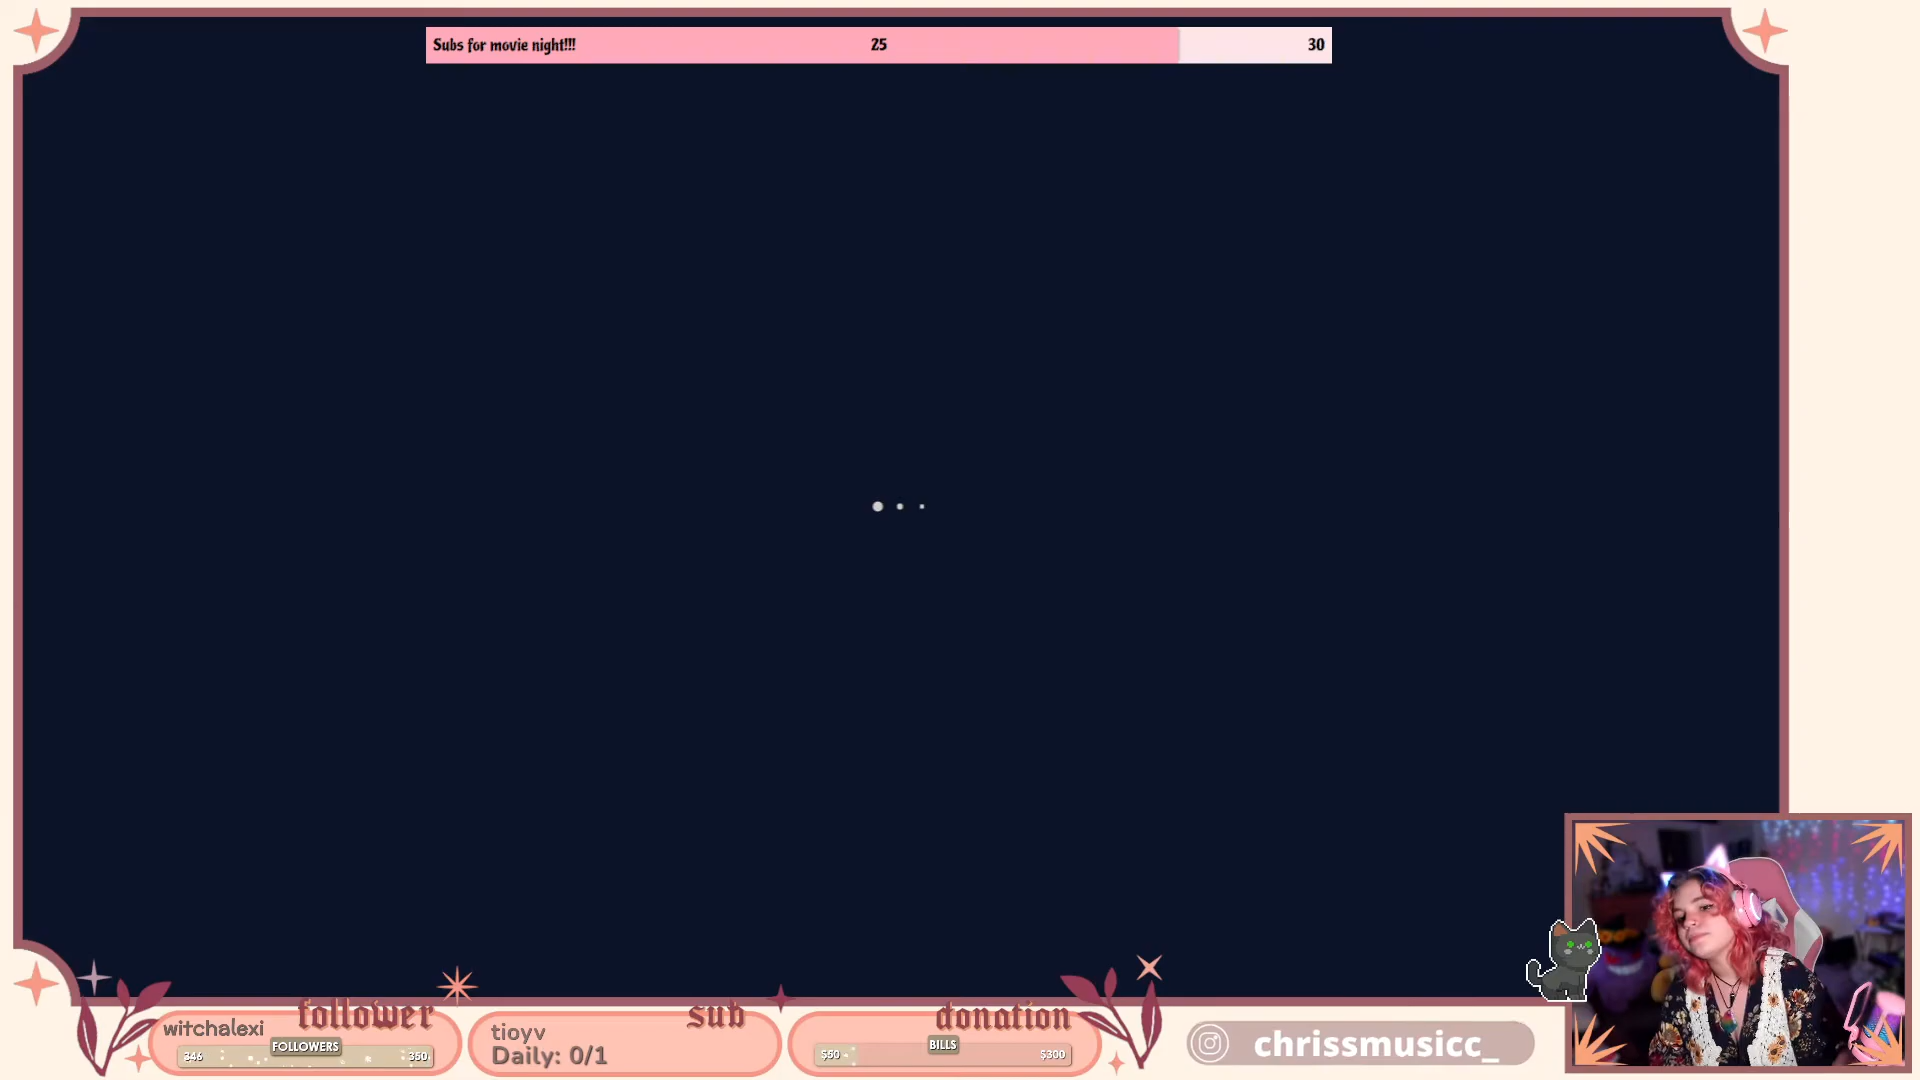 Subs for movie night!!! 25 30
follower
witchalexi
FOLLOWERS
346 350
sub
tioyv
Daily: 0/1
donation
BILLS
$50 $300
chrissmusicc_